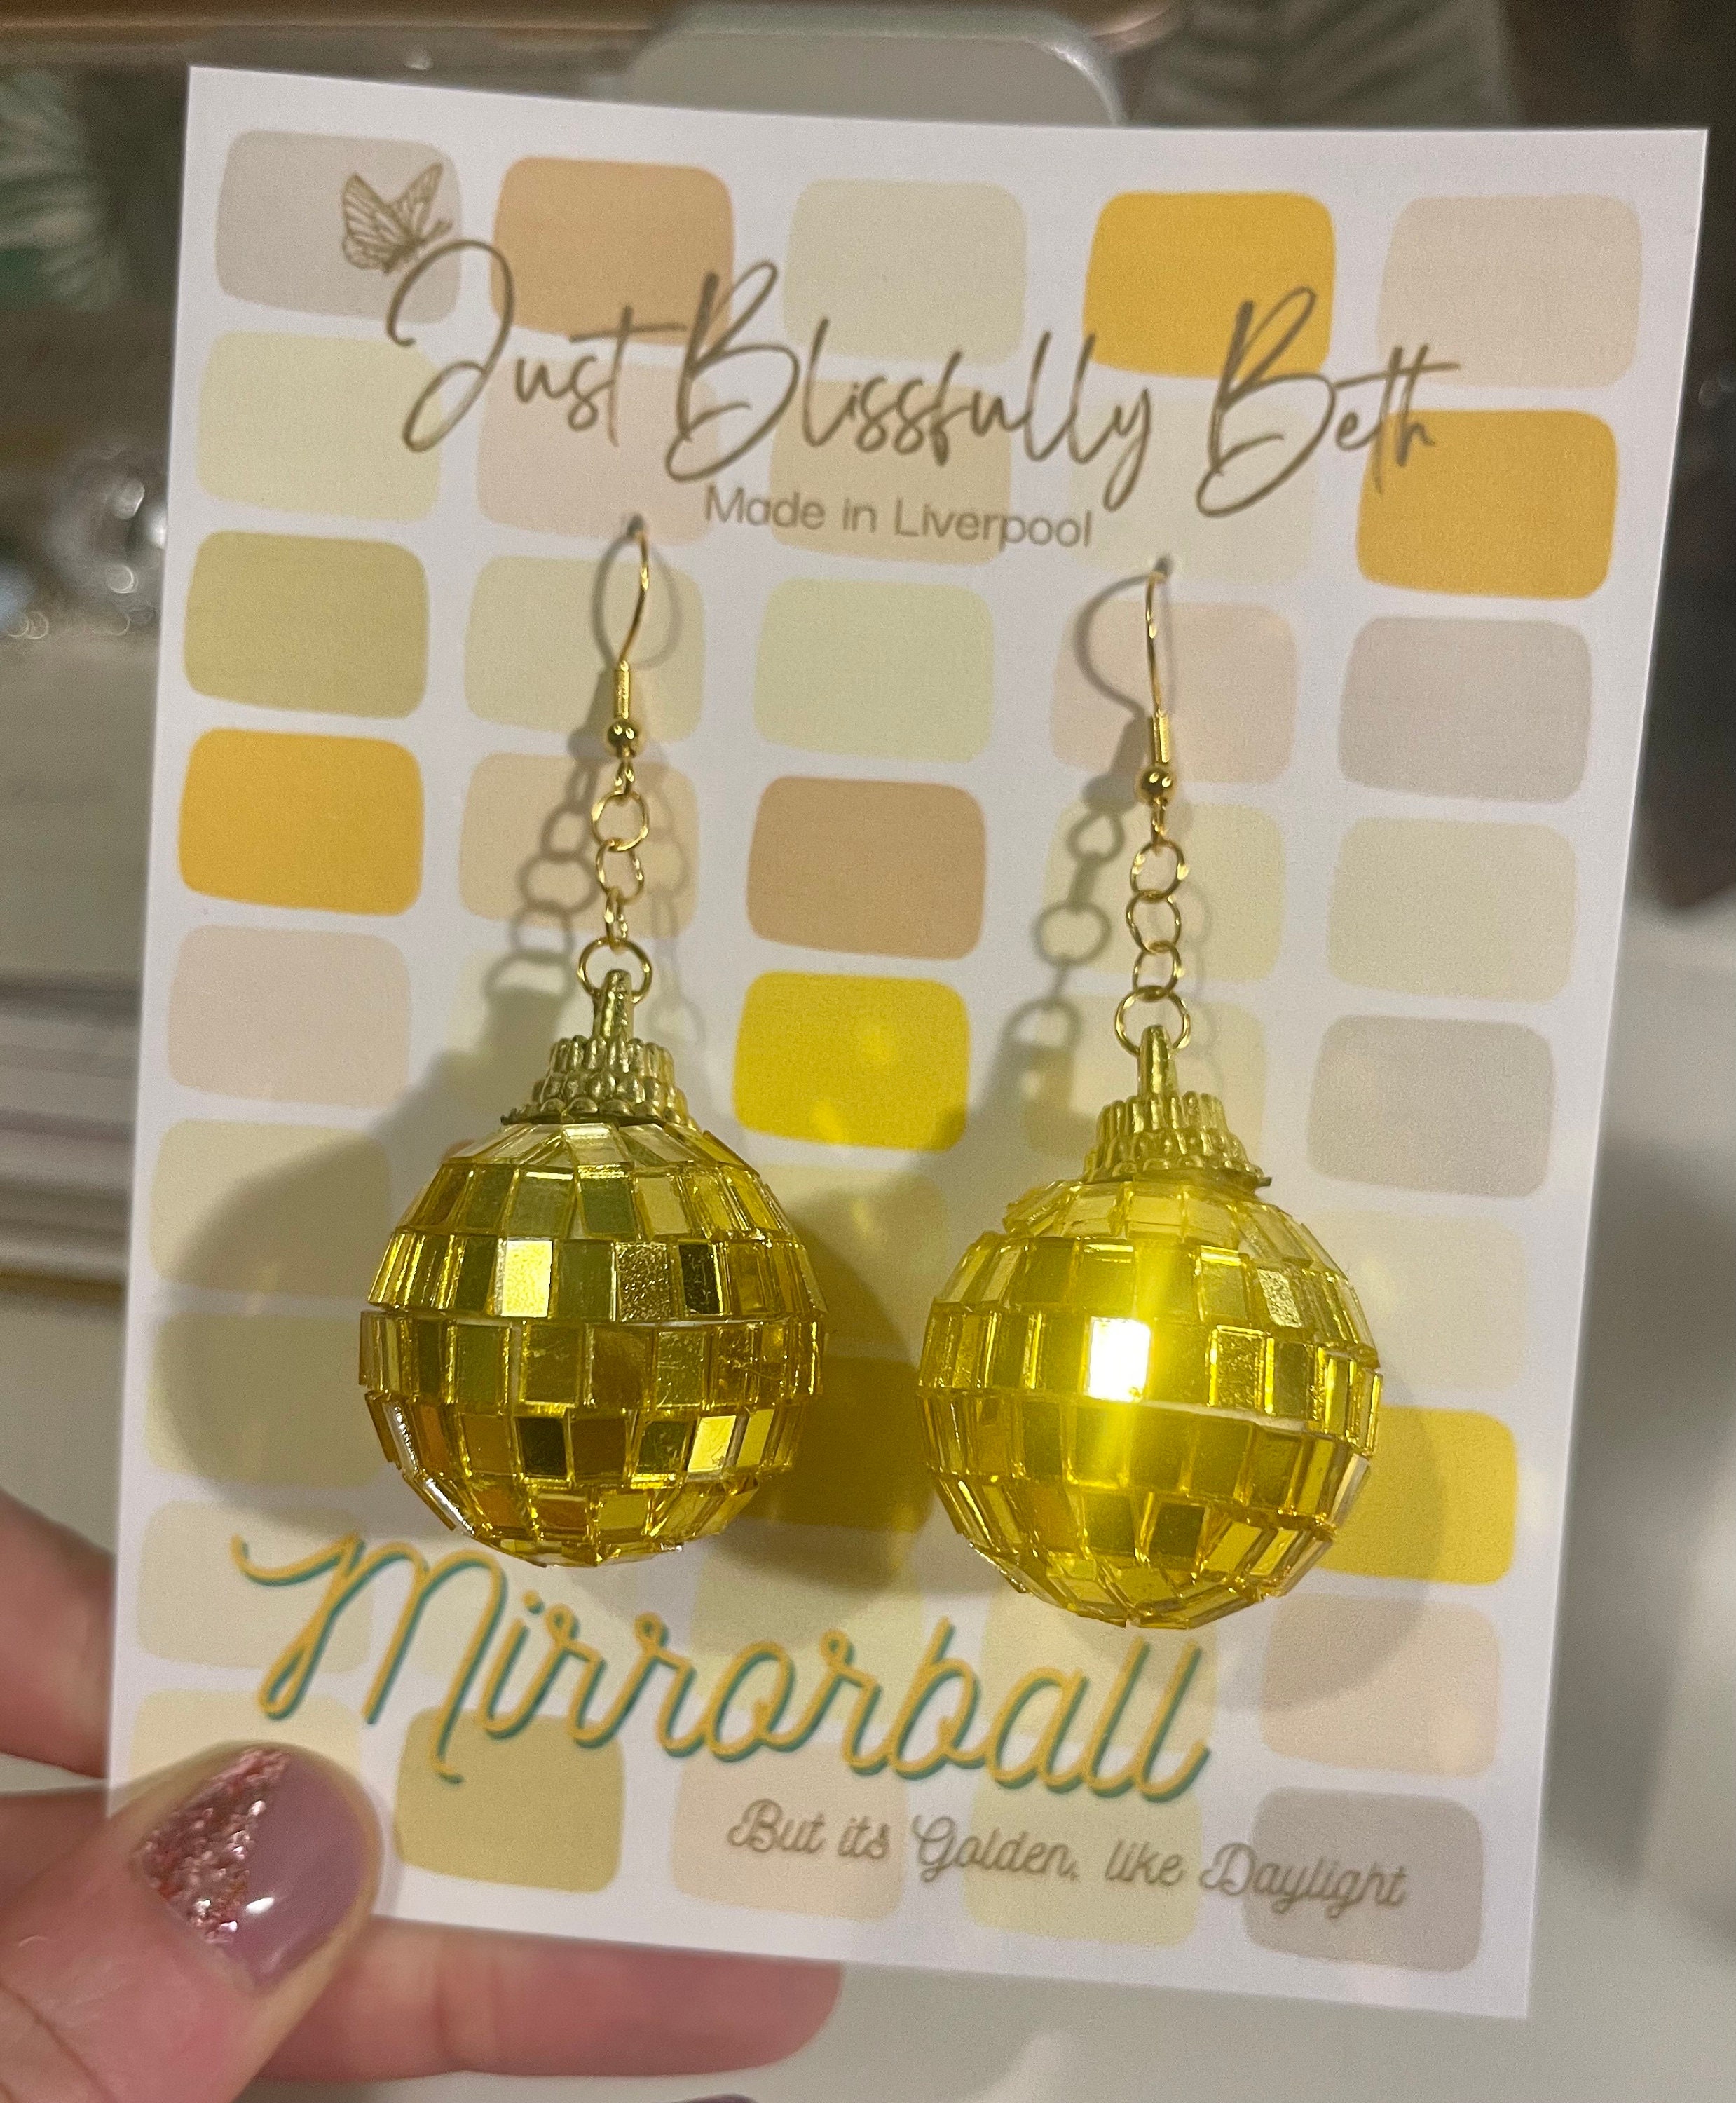 Just Blissfully Beth
Made in Liverpool
Mirrorball
But its Golden, like Daylight